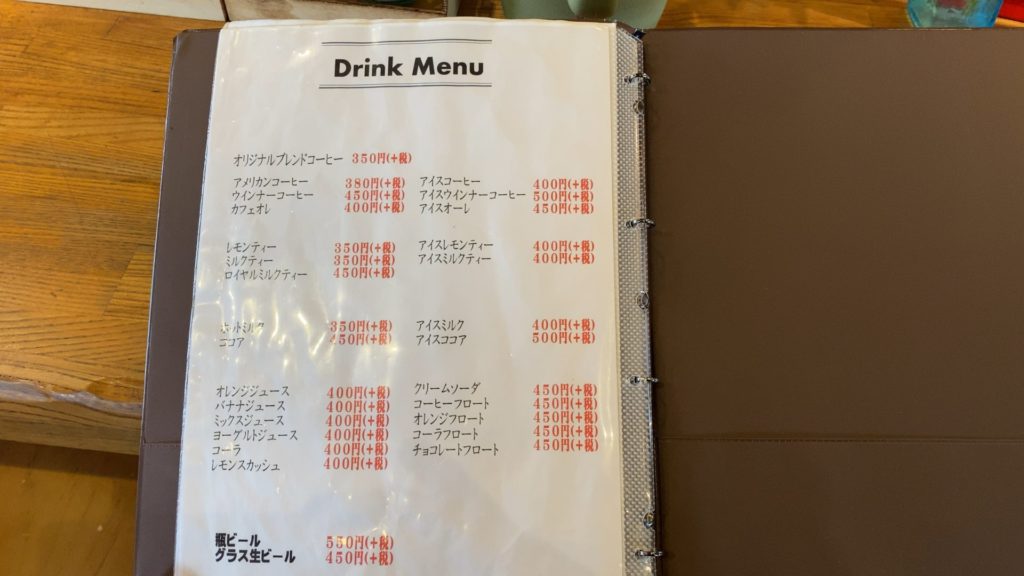 Drink Menu
オリジナルブレンドコーヒー 350円(+税)
アメリカンコーヒー 380円(+税) アイスコーヒー 400円(+税)
ウインナーコーヒー 450円(+税) アイスウインナーコーヒー 500円(+税)
カフェオレ 400円(+税) アイスオーレ 450円(+税)
レモンティー 350円(+税) アイスレモンティー 400円(+税)
ミルクティー 350円(+税) アイスミルクティー 400円(+税)
ロイヤルミルクティー 450円(+税)
ホットミルク 350円(+税) アイスミルク 400円(+税)
ココア 450円(+税) アイスココア 500円(+税)
オレンジジュース 400円(+税) クリームソーダ 450円(+税)
バナナジュース 400円(+税) コーヒーフロート 450円(+税)
ミックスジュース 400円(+税) オレンジフロート 450円(+税)
ヨーグルトジュース 400円(+税) コーラフロート 450円(+税)
コーラ 400円(+税) チョコレートフロート 450円(+税)
レモンスカッシュ 400円(+税)
瓶ビール 550円(+税)
グラス生ビール 450円(+税)